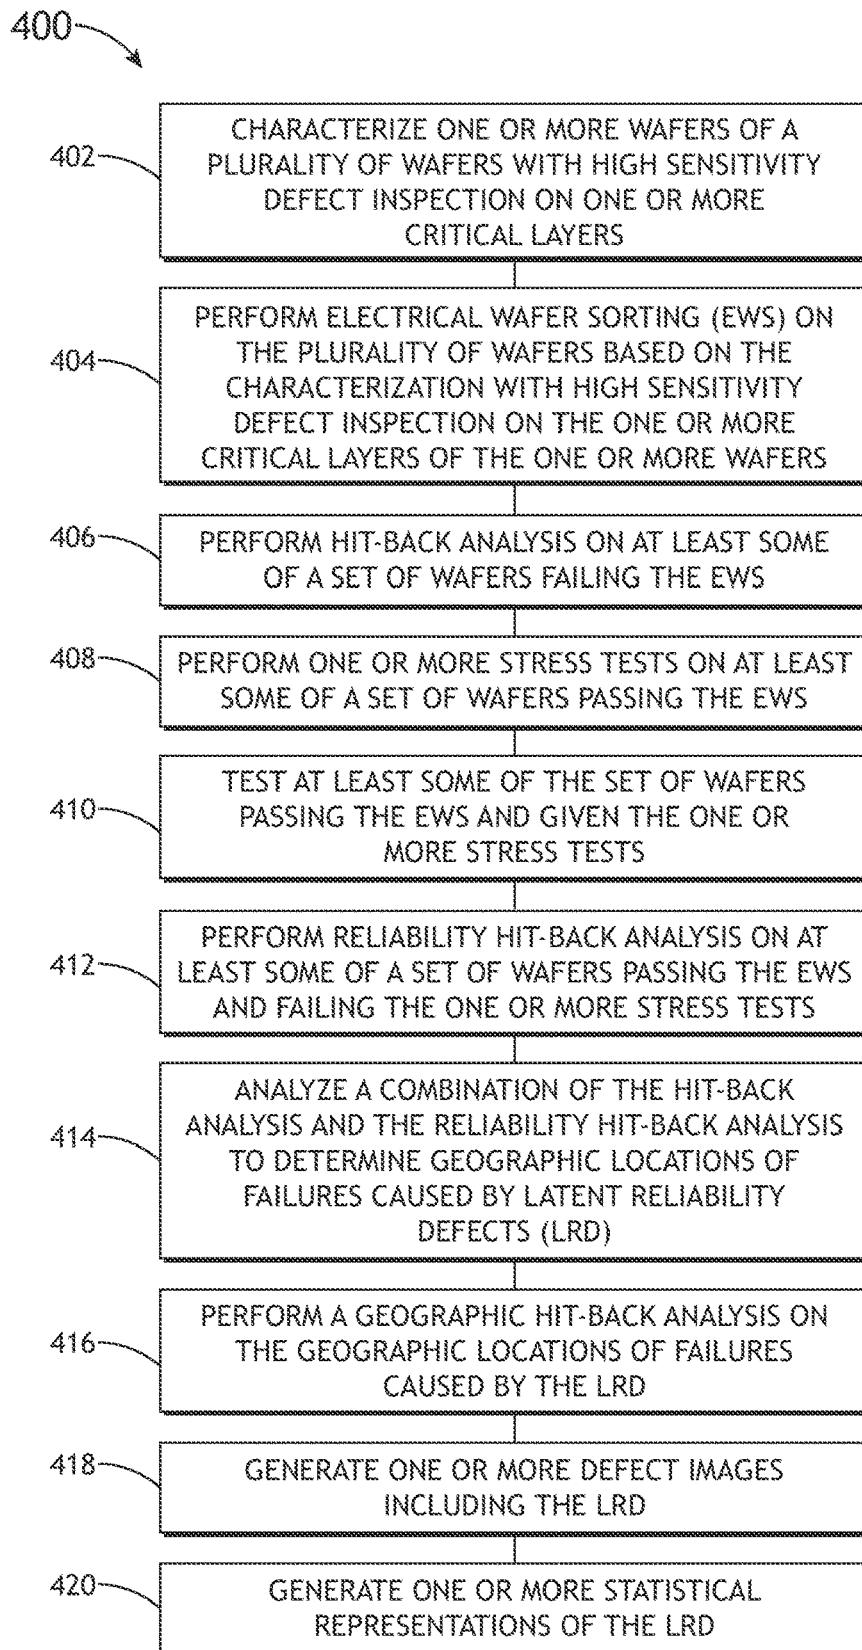 400
402
CHARACTERIZE ONE OR MORE WAFERS OF A
PLURALITY OF WAFERS WITH HIGH SENSITIVITY
DEFECT INSPECTION ON ONE OR MORE
CRITICAL LAYERS
404
PERFORM ELECTRICAL WAFER SORTING (EWS) ON
THE PLURALITY OF WAFERS BASED ON THE
CHARACTERIZATION WITH HIGH SENSITIVITY
DEFECT INSPECTION ON THE ONE OR MORE
CRITICAL LAYERS OF THE ONE OR MORE WAFERS
406
PERFORM HIT-BACK ANALYSIS ON AT LEAST SOME
OF A SET OF WAFERS FAILING THE EWS
408
PERFORM ONE OR MORE STRESS TESTS ON AT LEAST
SOME OF A SET OF WAFERS PASSING THE EWS
410
TEST AT LEAST SOME OF THE SET OF WAFERS
PASSING THE EWS AND GIVEN THE ONE OR
MORE STRESS TESTS
412
PERFORM RELIABILITY HIT-BACK ANALYSIS ON AT
LEAST SOME OF A SET OF WAFERS PASSING THE EWS
AND FAILING THE ONE OR MORE STRESS TESTS
414
ANALYZE A COMBINATION OF THE HIT-BACK
ANALYSIS AND THE RELIABILITY HIT-BACK ANALYSIS
TO DETERMINE GEOGRAPHIC LOCATIONS OF
FAILURES CAUSED BY LATENT RELIABILITY
DEFECTS (LRD)
416
PERFORM A GEOGRAPHIC HIT-BACK ANALYSIS ON
THE GEOGRAPHIC LOCATIONS OF FAILURES
CAUSED BY THE LRD
418
GENERATE ONE OR MORE DEFECT IMAGES
INCLUDING THE LRD
420
GENERATE ONE OR MORE STATISTICAL
REPRESENTATIONS OF THE LRD